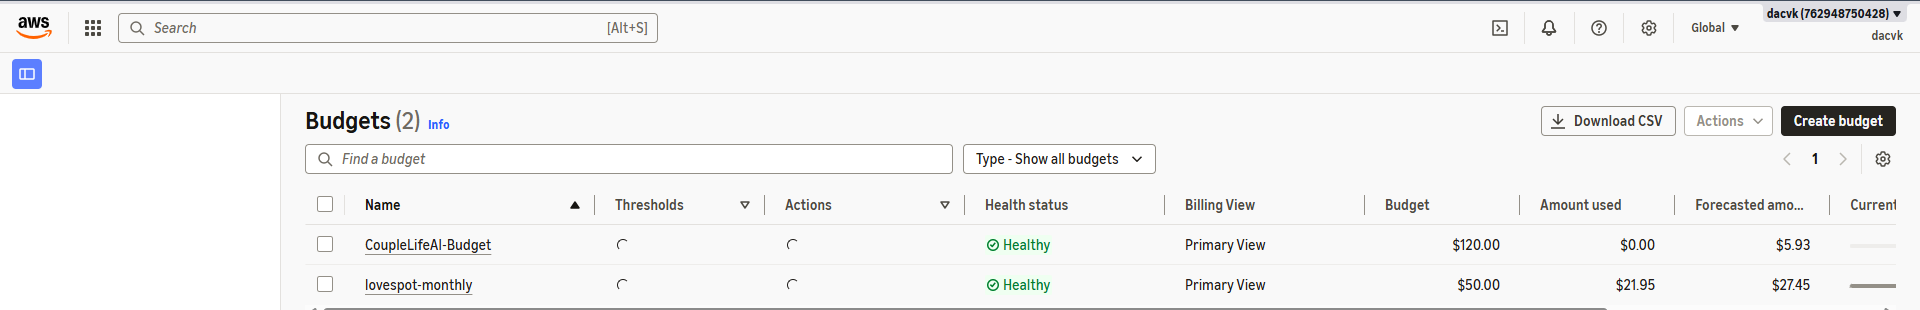 aws
Search [Alt+S]
Global
dacvk (762948750428)
dacvk
Budgets (2) Info
Download CSV
Actions
Create budget
Find a budget
Type - Show all budgets
1
Name Thresholds Actions Health status Billing View Budget Amount used Forecasted amo... Current
CoupleLifeAI-Budget Healthy Primary View $120.00 $0.00 $5.93
lovespot-monthly Healthy Primary View $50.00 $21.95 $27.45